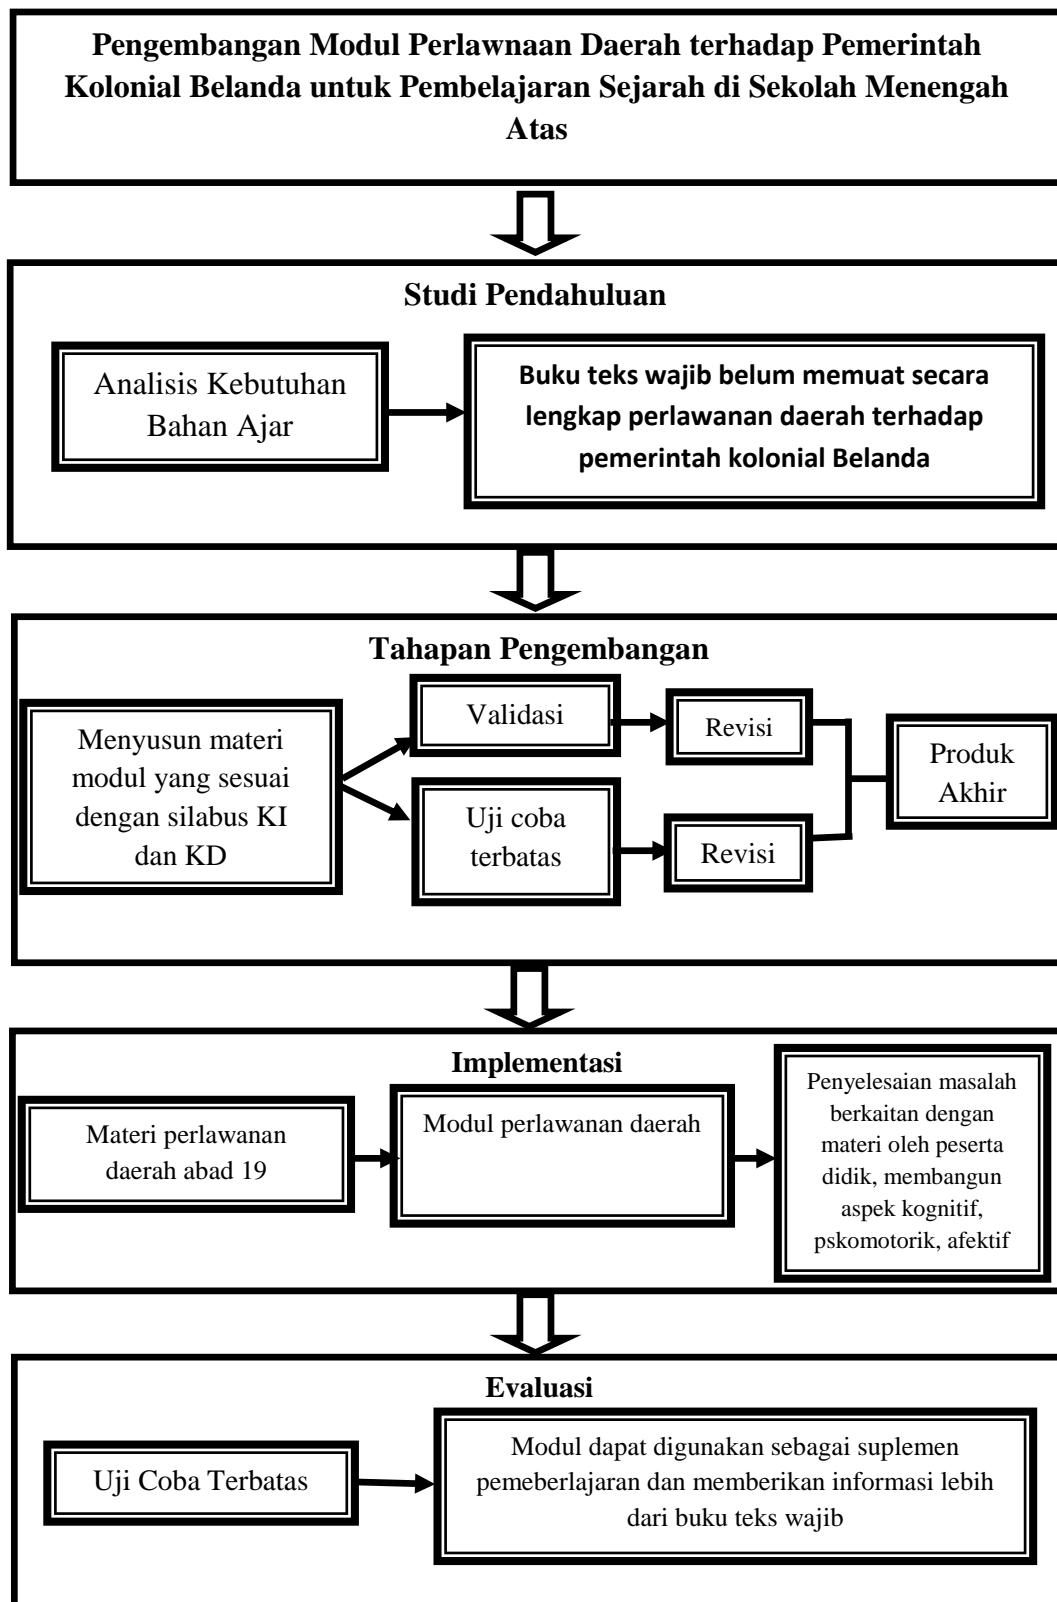 Pengembangan Modul Perlawnaan Daerah terhadap Pemerintah
Kolonial Belanda untuk Pembelajaran Sejarah di Sekolah Menengah
Atas
Studi Pendahuluan
Analisis Kebutuhan
Bahan Ajar
Buku teks wajib belum memuat secara
lengkap perlawanan daerah terhadap
pemerintah kolonial Belanda
Tahapan Pengembangan
Menyusun materi
modul yang sesuai
dengan silabus KI
dan KD
Validasi
Revisi
Uji coba
terbatas
Revisi
Produk
Akhir
Implementasi
Materi perlawanan
daerah abad 19
Modul perlawanan daerah
Penyelesaian masalah
berkaitan dengan
materi oleh peserta
didik, membangun
aspek kognitif,
pskomotorik, afektif
Evaluasi
Uji Coba Terbatas
Modul dapat digunakan sebagai suplemen
pemeberlajaran dan memberikan informasi lebih
dari buku teks wajib